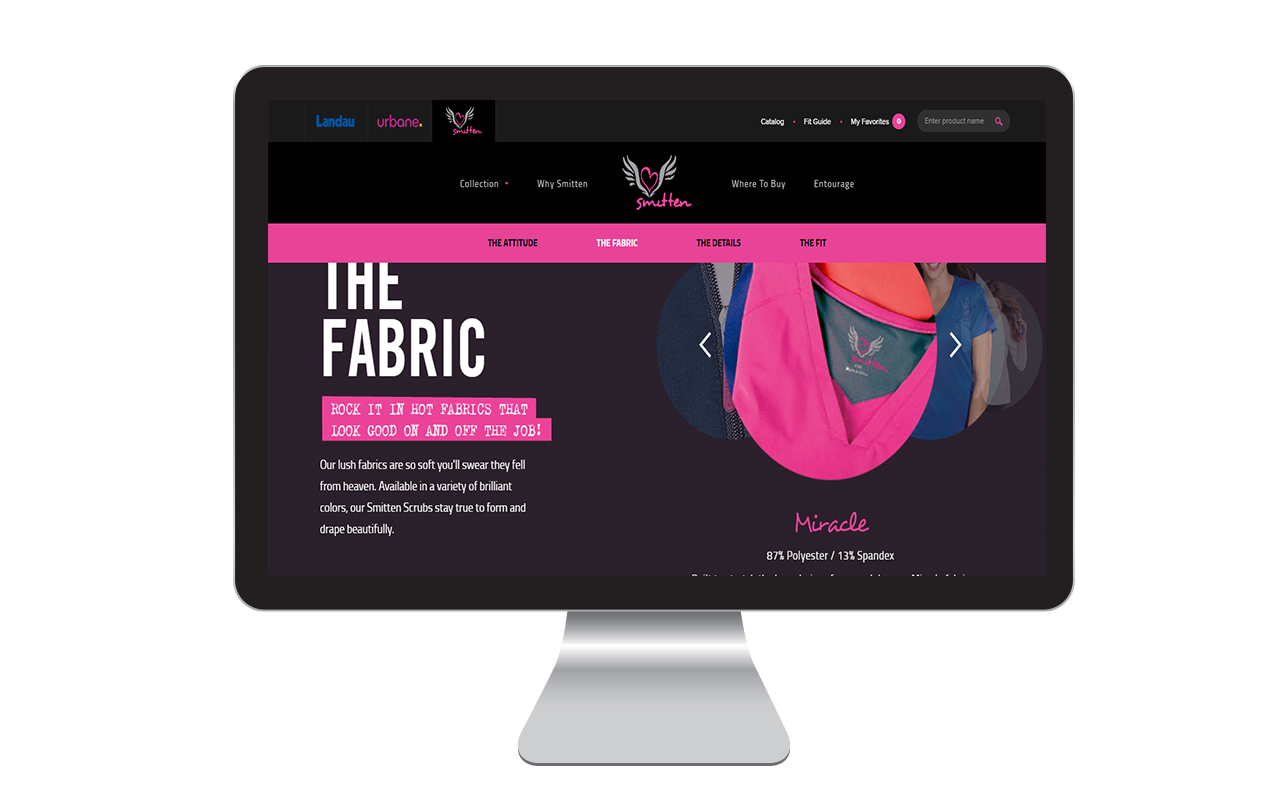 Landau
urbane.
smitten
Catalog
Fit Guide
My Favorites 0
Enter product name
Collection
Why Smitten
smitten
Where To Buy
Entourage
THE ATTITUDE
THE FABRIC
THE DETAILS
THE FIT
THE
FABRIC
ROCK IT IN HOT FABRICS THAT
LOOK GOOD ON AND OFF THE JOB!
Our lush fabrics are so soft you'll swear they fell
from heaven. Available in a variety of brilliant
colors, our Smitten Scrubs stay true to form and
drape beautifully.
smitten
Miracle
87% Polyester / 13% Spandex